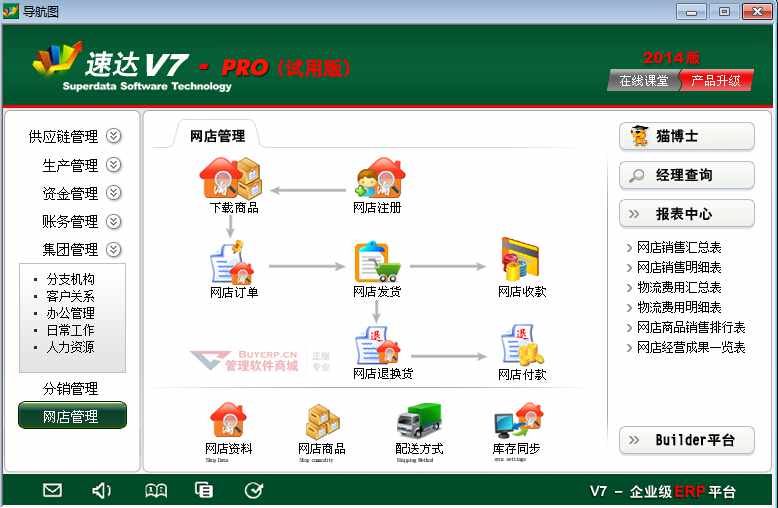 导航图
速达V7 - PRO（试用版）
Superdata Software Technology
2014版
在线课堂 产品升级
供应链管理
生产管理
资金管理
账务管理
集团管理
分支机构
客户关系
办公管理
日常工作
人力资源
分销管理
网店管理
网店管理
下载商品
网店注册
网店订单
网店发货
网店收款
退
网店退换货
退
网店付款
BUYERP.CN
管理软件商城
正版
专业
网店资料
Shop Data
网店商品
Shop commodity
配送方式
Shipping Method
库存同步
sync settings
猫博士
经理查询
报表中心
网店销售汇总表
网店销售明细表
物流费用汇总表
物流费用明细表
网店商品销售排行表
网店经营成果一览表
Builder平台
V7 - 企业级ERP平台